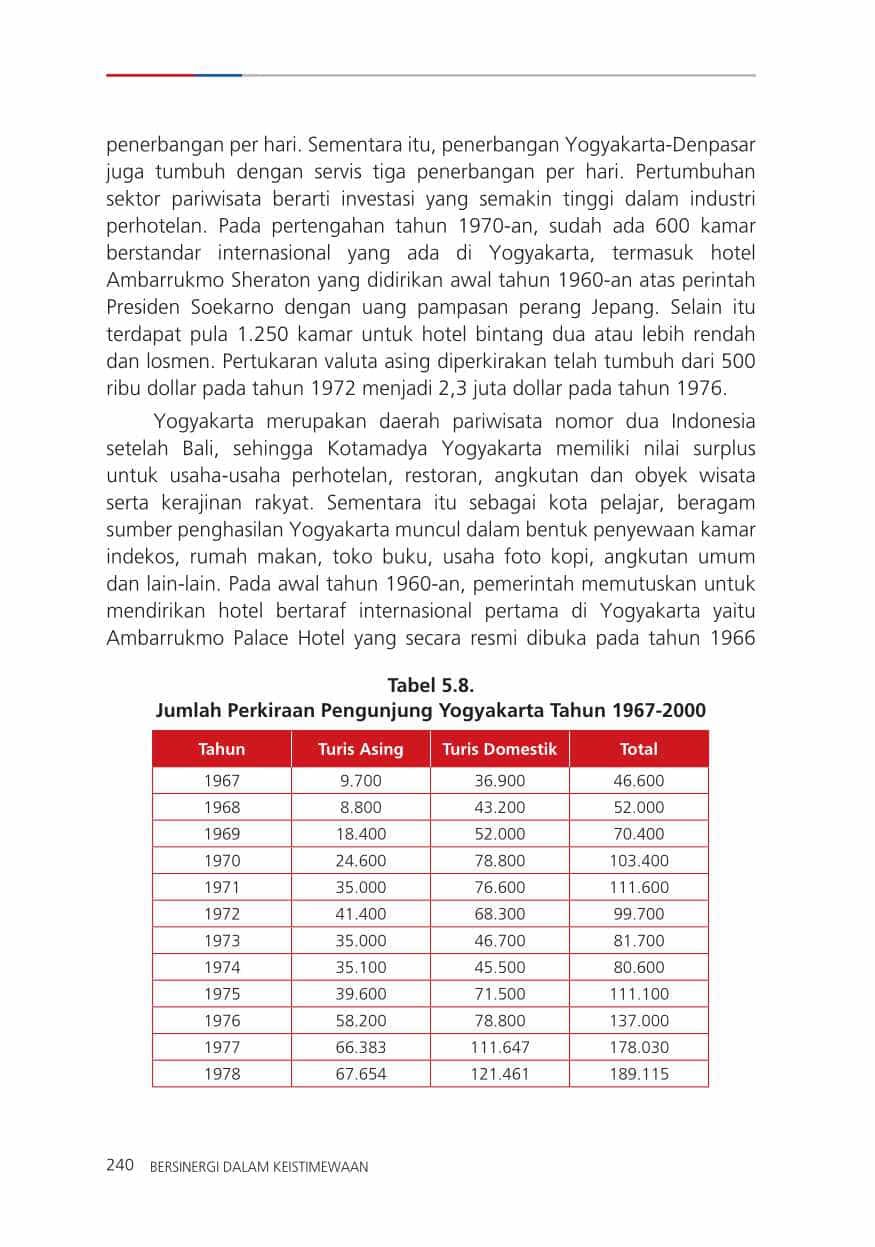 penerbangan per hari. Sementara itu, penerbangan Yogyakarta-Denpasar
juga tumbuh dengan servis tiga penerbangan per hari. Pertumbuhan
sektor pariwisata berarti investasi yang semakin tinggi dalam industri
perhotelan. Pada pertengahan tahun 1970-an, sudah ada 600 kamar
berstandar internasional yang ada di Yogyakarta, termasuk hotel
Ambarrukmo Sheraton yang didirikan awal tahun 1960-an atas perintah
Presiden Soekarno dengan uang pampasan perang Jepang. Selain itu
terdapat pula 1.250 kamar untuk hotel bintang dua atau lebih rendah
dan losmen. Pertukaran valuta asing diperkirakan telah tumbuh dari 500
ribu dollar pada tahun 1972 menjadi 2,3 juta dollar pada tahun 1976.
Yogyakarta merupakan daerah pariwisata nomor dua Indonesia
setelah Bali, sehingga Kotamadya Yogyakarta memiliki nilai surplus
untuk usaha-usaha perhotelan, restoran, angkutan dan obyek wisata
serta kerajinan rakyat. Sementara itu sebagai kota pelajar, beragam
sumber penghasilan Yogyakarta muncul dalam bentuk penyewaan kamar
indekos, rumah makan, toko buku, usaha foto kopi, angkutan umum
dan lain-lain. Pada awal tahun 1960-an, pemerintah memutuskan untuk
mendirikan hotel bertaraf internasional pertama di Yogyakarta yaitu
Ambarrukmo Palace Hotel yang secara resmi dibuka pada tahun 1966
Tabel 5.8.
Jumlah Perkiraan Pengunjung Yogyakarta Tahun 1967-2000
Tahun Turis Asing Turis Domestik Total
1967 9.700 36.900 46.600
1968 8.800 43.200 52.000
1969 18.400 52.000 70.400
1970 24.600 78.800 103.400
1971 35.000 76.600 111.600
1972 41.400 68.300 99.700
1973 35.000 46.700 81.700
1974 35.100 45.500 80.600
1975 39.600 71.500 111.100
1976 58.200 78.800 137.000
1977 66.383 111.647 178.030
1978 67.654 121.461 189.115
240 BERSINERGI DALAM KEISTIMEWAAN